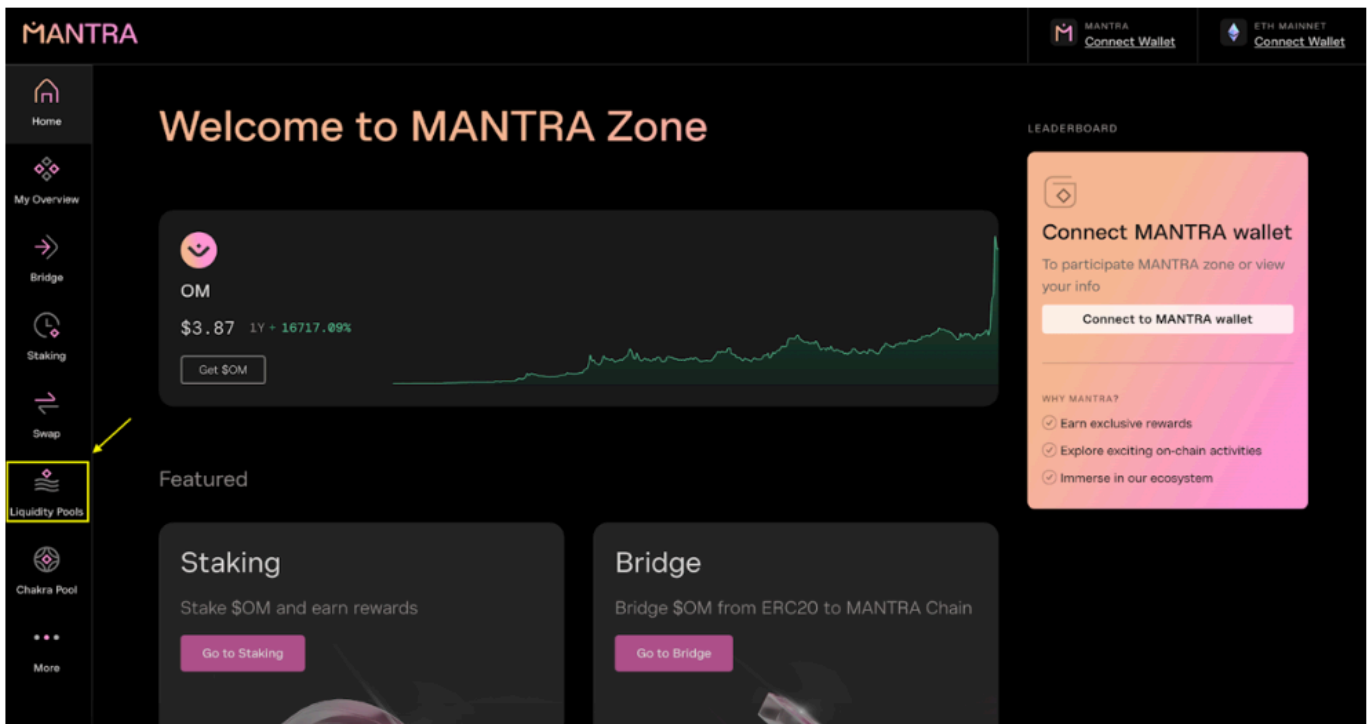 MANTRA
MANTRA
Connect Wallet
ETH MAINNET
Connect Wallet
Home
My Overview
Bridge
Staking
Swap
Liquidity Pools
Chakra Pool
More
Welcome to MANTRA Zone
OM
$3.87 1Y + 16717.09%
Get $OM
Featured
Staking
Stake $OM and earn rewards
Go to Staking
Bridge
Bridge $OM from ERC20 to MANTRA Chain
Go to Bridge
LEADERBOARD
Connect MANTRA wallet
To participate MANTRA zone or view
your info
Connect to MANTRA wallet
WHY MANTRA?
Earn exclusive rewards
Explore exciting on-chain activities
Immerse in our ecosystem